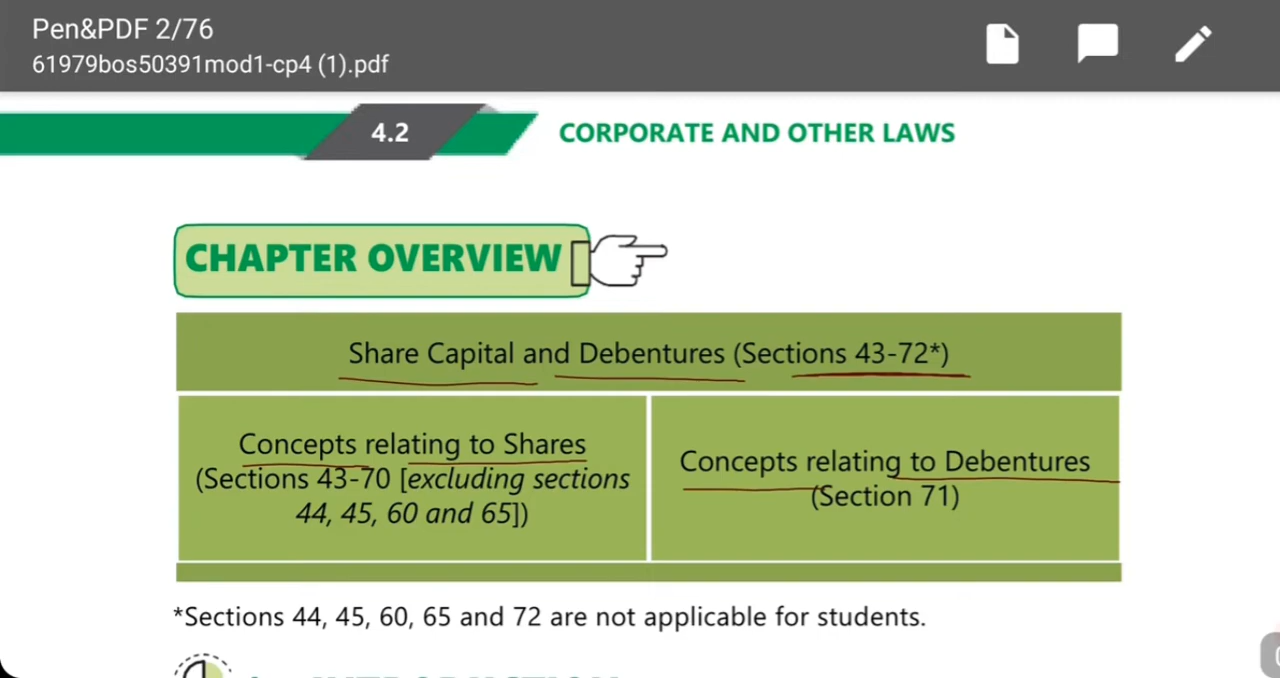 Pen&PDF 2/76
61979bos50391mod1-cp4 (1).pdf
4.2
CORPORATE AND OTHER LAWS
CHAPTER OVERVIEW
Share Capital and Debentures (Sections 43-72*)
Concepts relating to Shares
(Sections 43-70 [excluding sections
44, 45, 60 and 65])
Concepts relating to Debentures
(Section 71)
*Sections 44, 45, 60, 65 and 72 are not applicable for students.